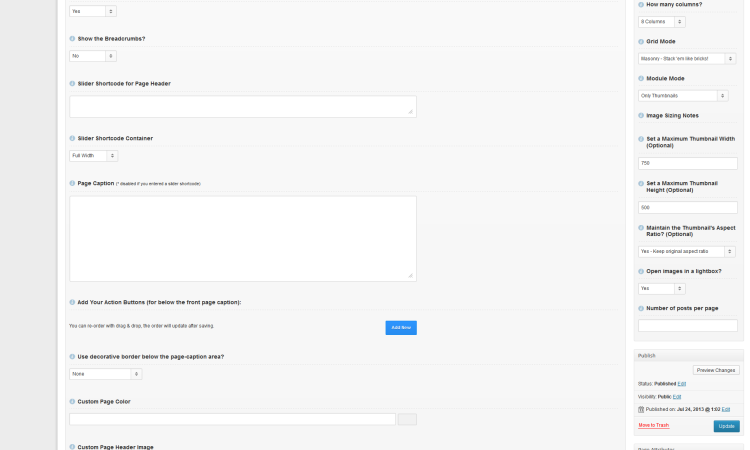 Yes
Show the Breadcrumbs?
No
Slider Shortcode for Page Header
Slider Shortcode Container
Full Width
Page Caption (* disabled if you entered a slider shortcode)
Add Your Action Buttons (for below the front page caption):
You can re-order with drag & drop, the order will update after saving.
Add New
Use decorative border below the page-caption area?
None
Custom Page Color
Custom Page Header Image
How many columns?
8 Columns
Grid Mode
Masonry - Stack 'em like bricks!
Module Mode
Only Thumbnails
Image Sizing Notes
Set a Maximum Thumbnail Width
(Optional)
750
Set a Maximum Thumbnail
Height (Optional)
500
Maintain the Thumbnail's Aspect
Ratio? (Optional)
Yes - Keep original aspect ratio
Open images in a lightbox?
Yes
Number of posts per page
Publish
Preview Changes
Status: Published Edit
Visibility: Public Edit
Published on: Jul 24, 2013 @ 1:02 Edit
Move to Trash
Update
Page Attributes